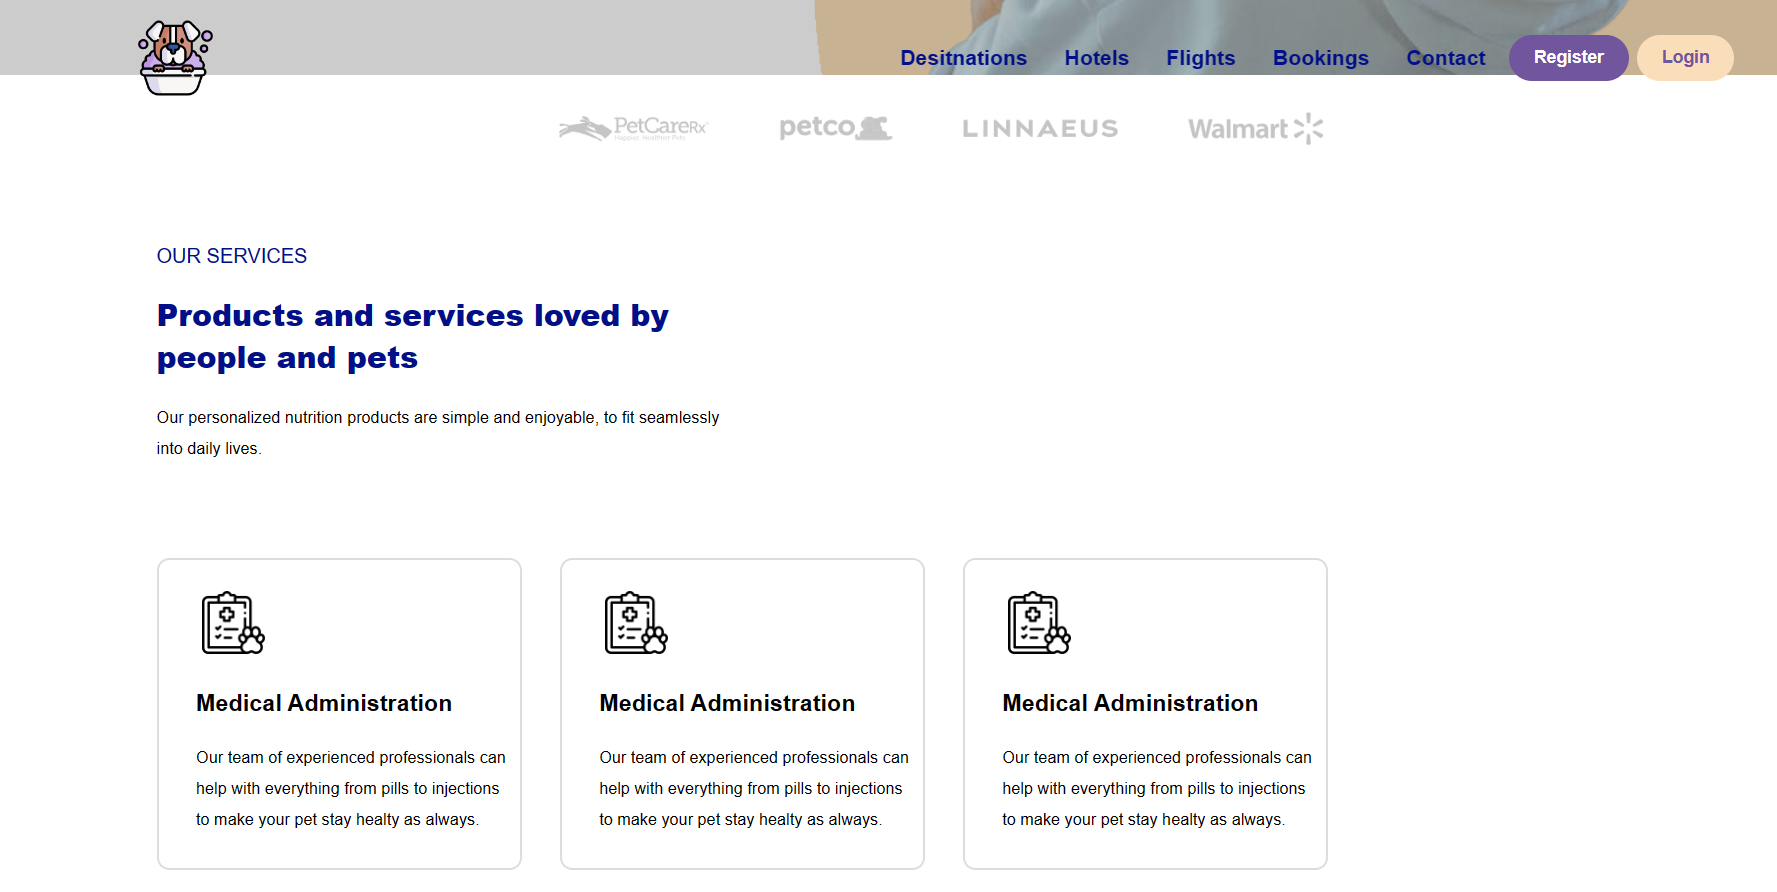 Desitnations Hotels Flights Bookings Contact Register Login
PetCareRx petco LINNAEUS Walmart
Happier Healthier Pets
OUR SERVICES
Products and services loved by
people and pets
Our personalized nutrition products are simple and enjoyable, to fit seamlessly
into daily lives.
Medical Administration
Our team of experienced professionals can
help with everything from pills to injections
to make your pet stay healty as always.
Medical Administration
Our team of experienced professionals can
help with everything from pills to injections
to make your pet stay healty as always.
Medical Administration
Our team of experienced professionals can
help with everything from pills to injections
to make your pet stay healty as always.